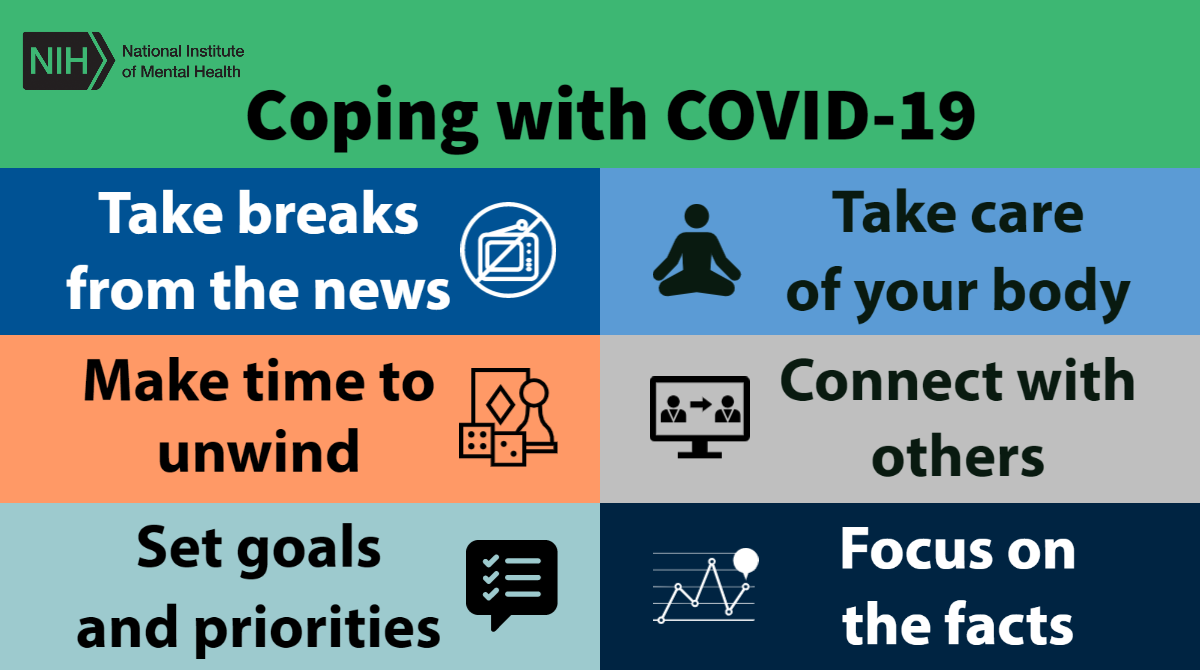 NIH
National Institute
of Mental Health
Coping with COVID-19
Take breaks
from the news
Take care
of your body
Make time to
unwind
Connect with
others
Set goals
and priorities
Focus on
the facts